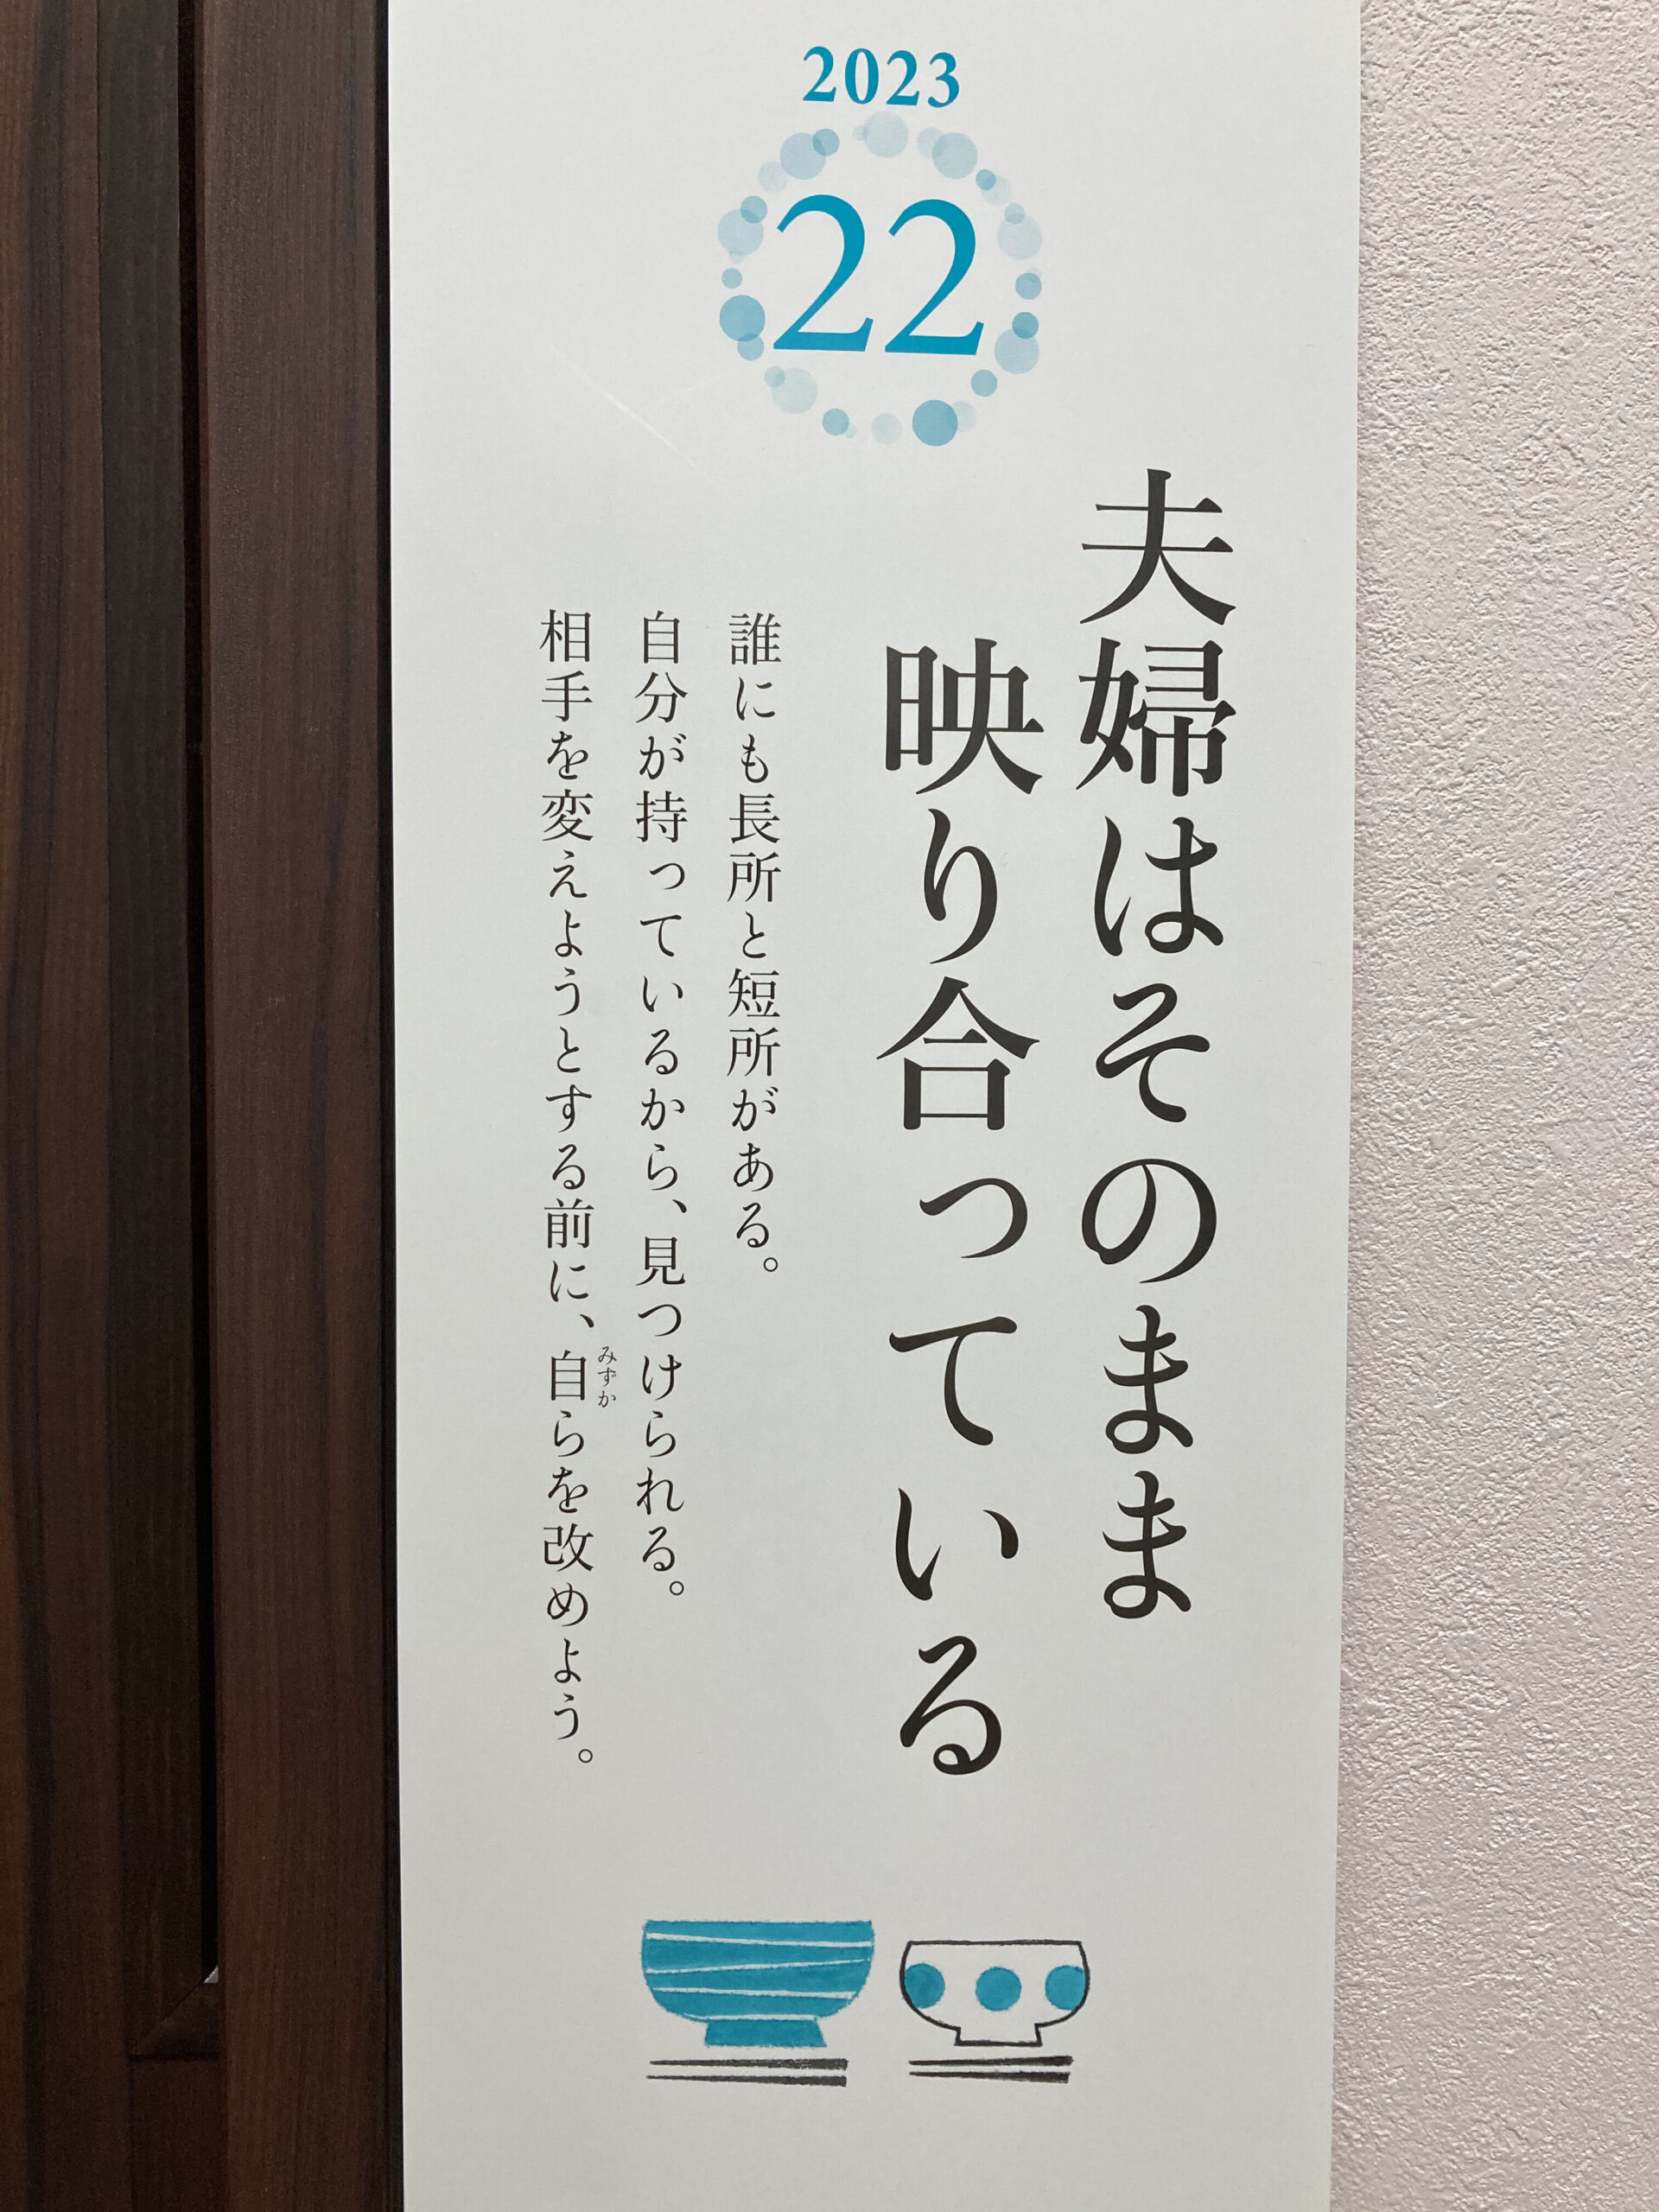 2023
22
夫婦はそのまま
映り合っている
誰にも長所と短所がある。
自分が持っているから、見つけられる。
相手を変えようとする前に、自らを改めよう。
みずか